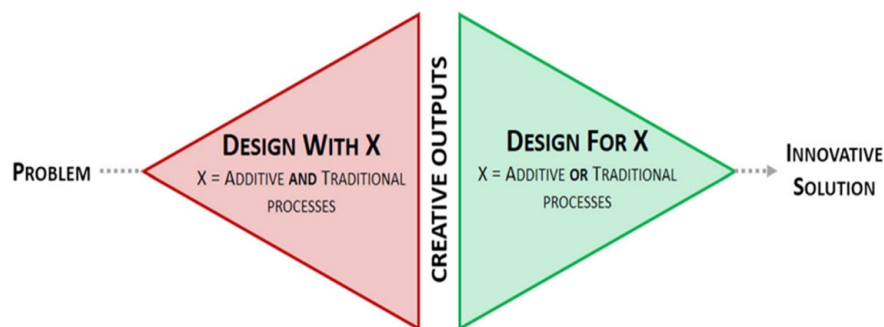 PROBLEM
DESIGN WITH X
X = ADDITIVE AND TRADITIONAL
PROCESSES
CREATIVE OUTPUTS
DESIGN FOR X
X = ADDITIVE OR TRADITIONAL
PROCESSES
INNOVATIVE
SOLUTION